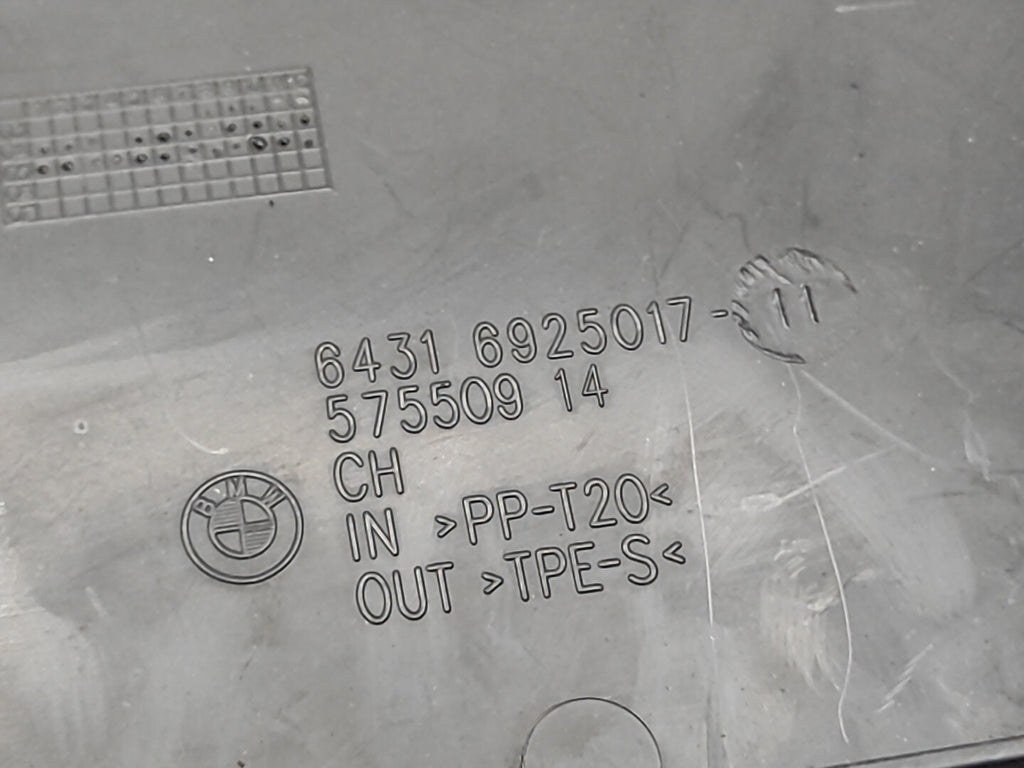 6431 6925017-11
575509 14
CH
BMW
IN >PP-T20<
OUT >TPE-S<